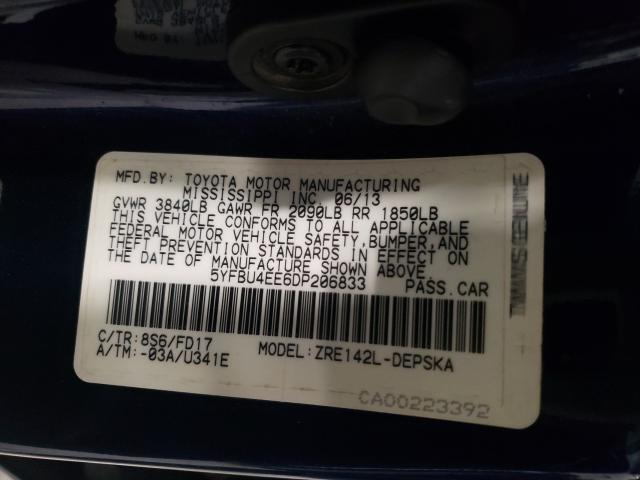 MFD.BY: TOYOTA MOTOR MANUFACTURING
MISSISSIPPI INC. 06/13
GVWR 3840LB GAWR FR 2090LB RR 1850LB
THIS VEHICLE CONFORMS TO ALL APPLICABLE
FEDERAL MOTOR VEHICLE SAFETY, BUMPER, AND
THEFT PREVENTION STANDARDS IN EFFECT ON
THE DATE OF MANUFACTURE SHOWN ABOVE.
5YFBU4EE6DP206833 PASS.CAR
C/TR:8S6/FD17 MODEL:ZRE142L-DEPSKA
A/TM:-03A/U341E
CA00223392